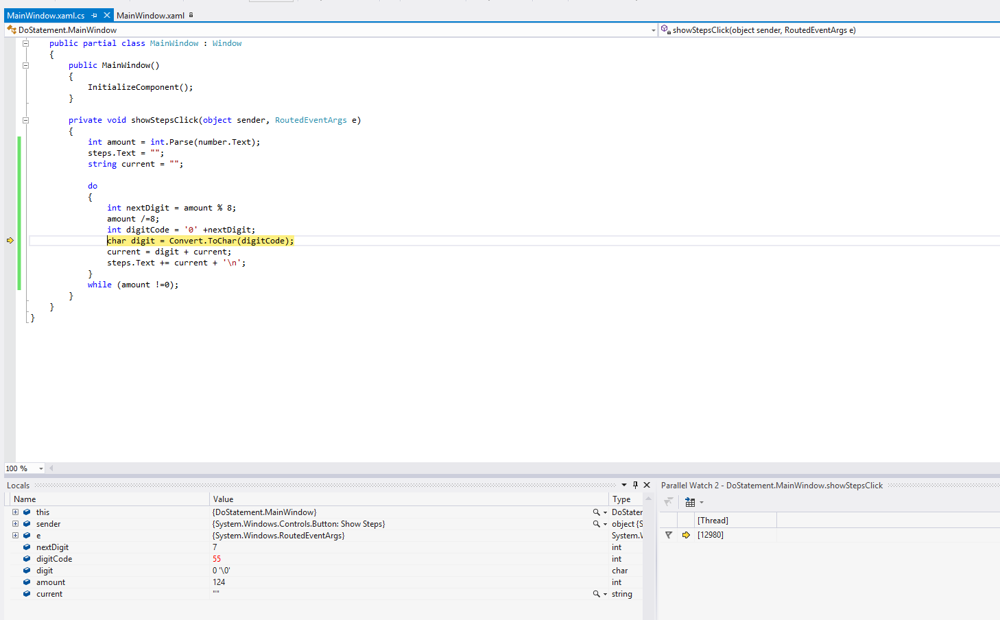 MainWindow.xaml.cs MainWindow.xaml
DoStatement.MainWindow showStepsClick(object sender, RoutedEventArgs e)
public partial class MainWindow : Window
{
public MainWindow()
{
InitializeComponent();
}
private void showStepsClick(object sender, RoutedEventArgs e)
{
int amount = int.Parse(number.Text);
steps.Text = "";
string current = "";
do
{
int nextDigit = amount % 8;
amount /=8;
int digitCode = '0' +nextDigit;
char digit = Convert.ToChar(digitCode);
current = digit + current;
steps.Text += current + '\n';
}
while (amount !=0);
}
}
}
100 %
Locals
Name Value Type
this {DoStatement.MainWindow} DoStater
sender {System.Windows.Controls.Button: Show Steps} object {S
e {System.Windows.RoutedEventArgs} System.W
nextDigit 7 int
digitCode 55 int
digit 0 '\0' char
amount 124 int
current "" string
Parallel Watch 2 - DoStatement.MainWindow.showStepsClick
[Thread]
[12980]